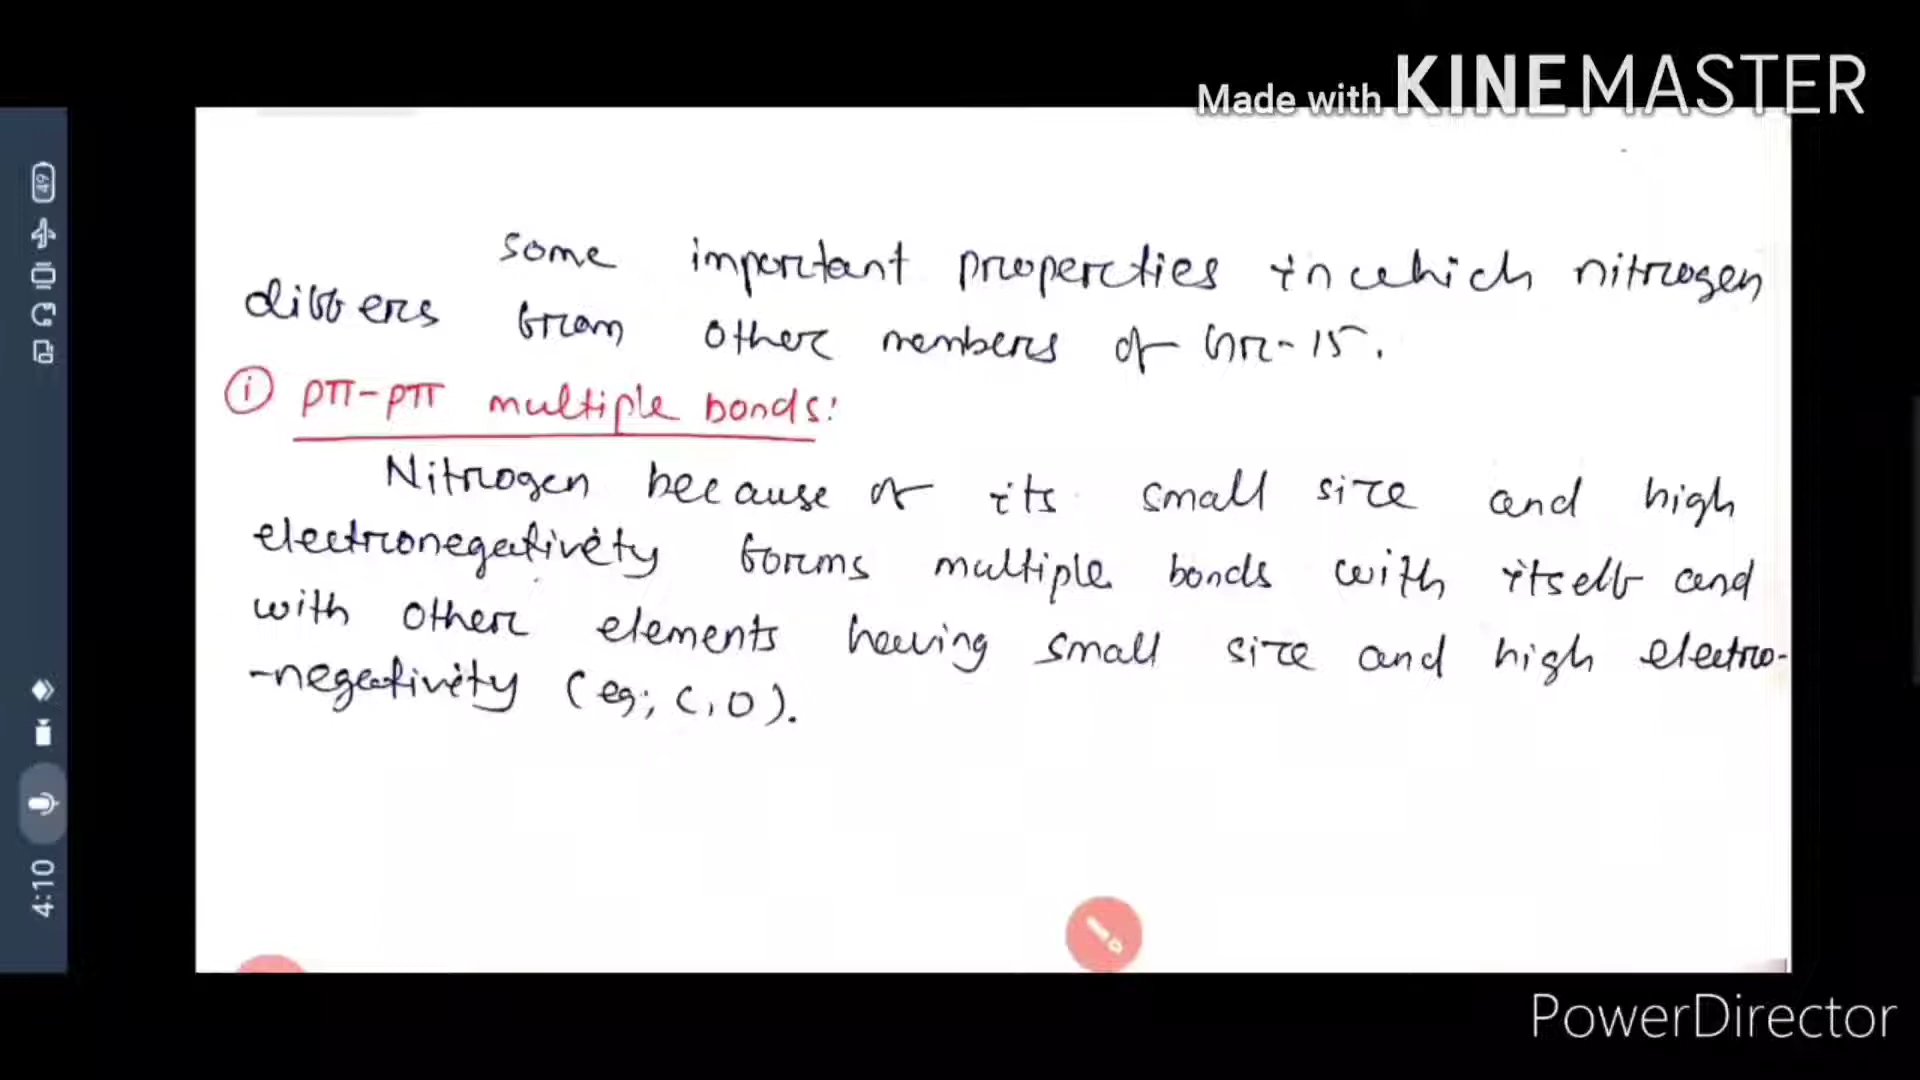 Made with KINEMASTER
some important properties in which nitrogen
differs from other members of Gr-15.
i pπ-pπ multiple bonds:
Nitrogen because of its small size and high
electronegativity forms multiple bonds with itself and
with other elements having small size and high electro-
-negativity (eg; C, O).
49
4:10
PowerDirector